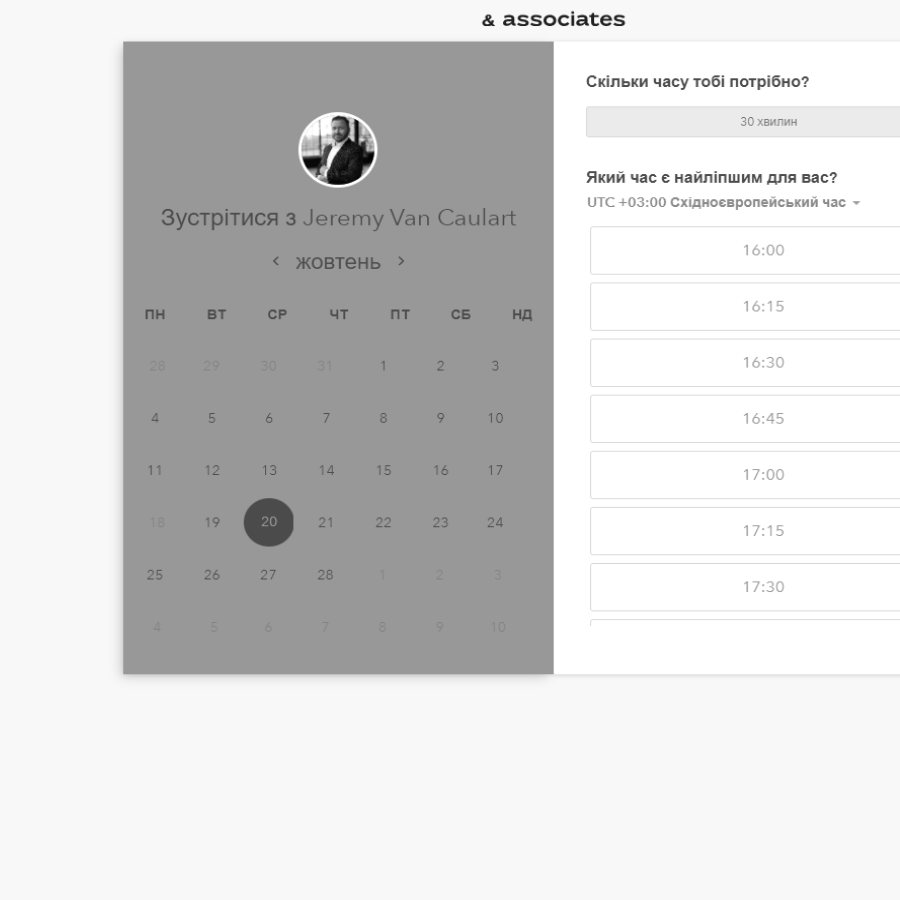 & associates
Зустрітися з Jeremy Van Caulart
жовтень
ПН ВТ СР ЧТ ПТ СБ НД
28 29 30 31 1 2 3
4 5 6 7 8 9 10
11 12 13 14 15 16 17
18 19 20 21 22 23 24
25 26 27 28 1 2 3
4 5 6 7 8 9 10
Скільки часу тобі потрібно?
30 хвилин
Який час є найліпшим для вас?
UTC +03:00 Східноєвропейський час
16:00
16:15
16:30
16:45
17:00
17:15
17:30